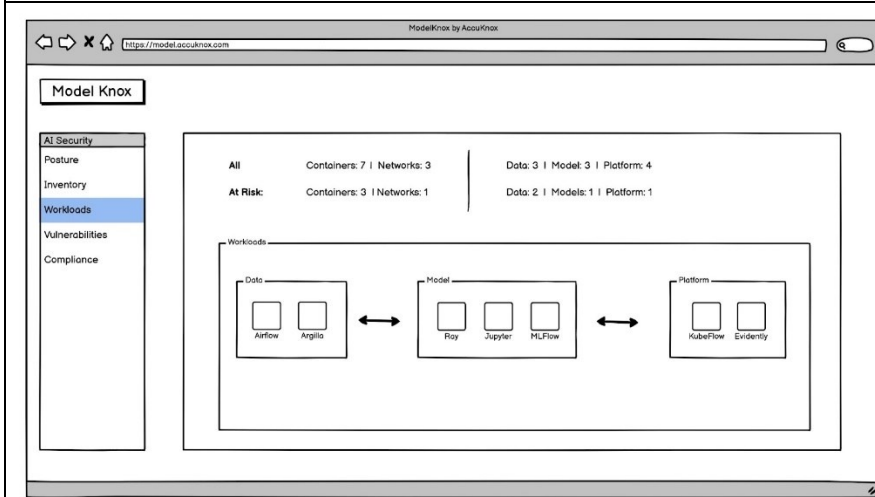 ModelKnox by AccuKnox
https://model.accuknox.com
Model Knox
AI Security
Posture
Inventory
Workloads
Vulnerabilities
Compliance
All Containers: 7 | Networks: 3 Data: 3 | Model: 3 | Platform: 4
At Risk: Containers: 3 | Networks: 1 Data: 2 | Models: 1 | Platform: 1
Workloads
Data Model Platform
Airflow Argilla Ray Jupyter MLFlow KubeFlow Evidently